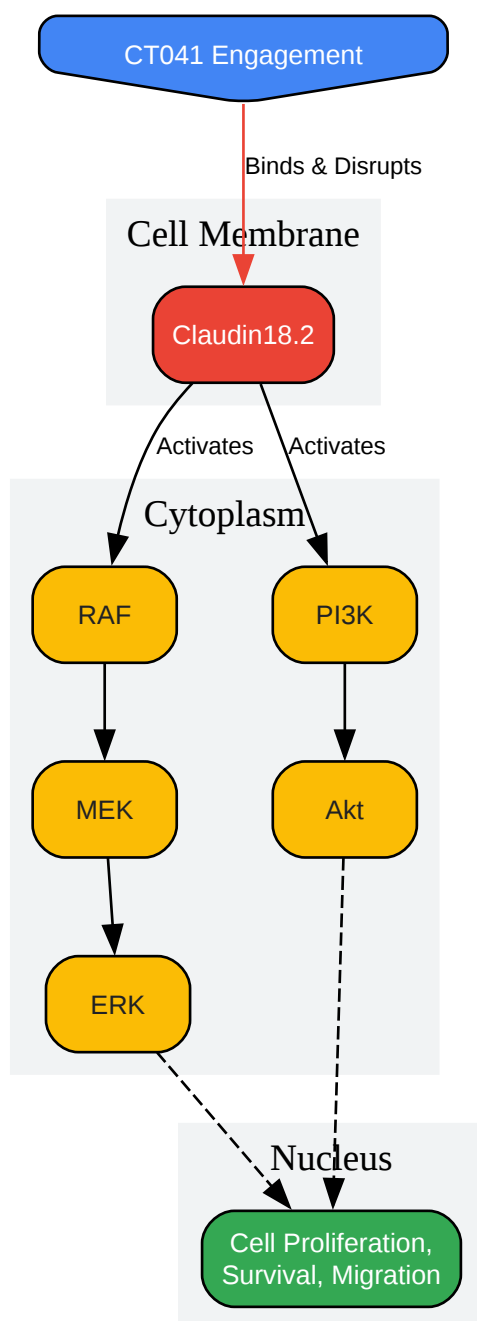 CT041 Engagement
Binds & Disrupts
Cell Membrane
Claudin18.2
Activates
Activates
Cytoplasm
RAF
PI3K
MEK
Akt
ERK
Nucleus
Cell Proliferation,
Survival, Migration